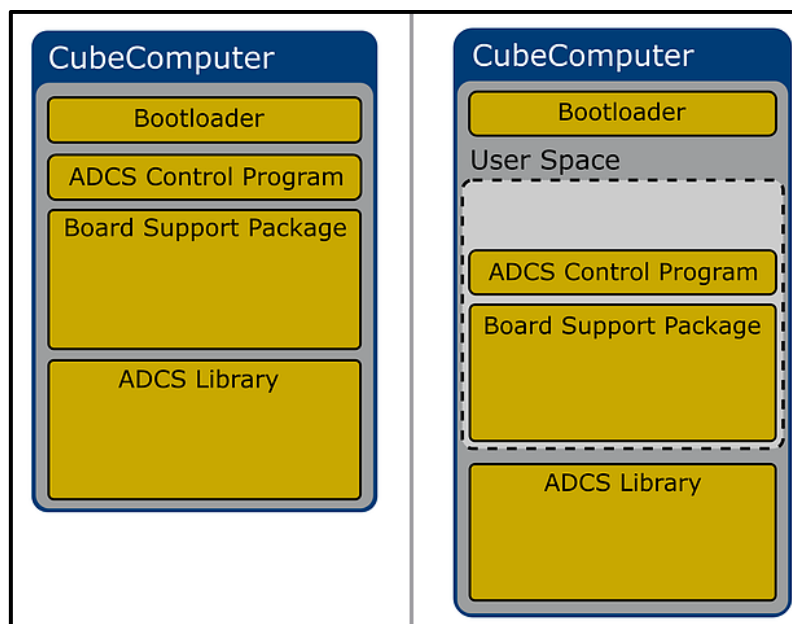 CubeComputer
Bootloader
ADCS Control Program
Board Support Package
ADCS Library
CubeComputer
Bootloader
User Space
ADCS Control Program
Board Support Package
ADCS Library